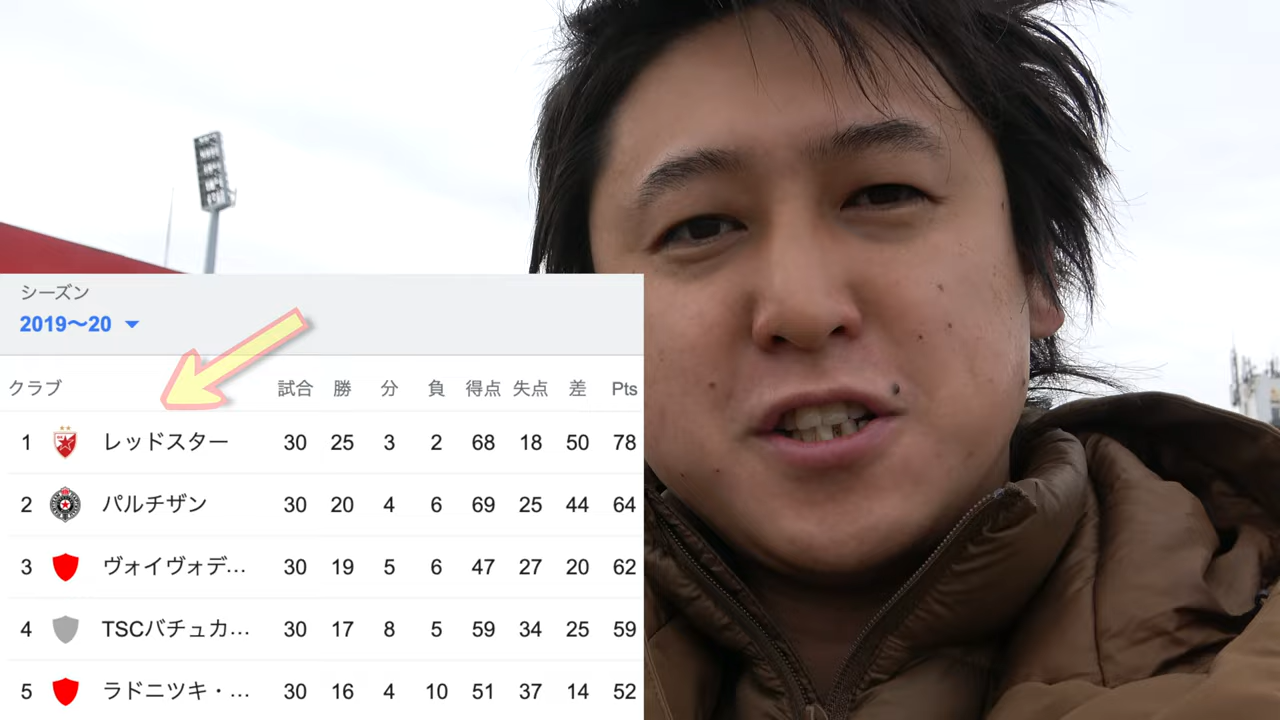 シーズン
2019〜20
クラブ 試合 勝 分 負 得点 失点 差 Pts
1 レッドスター 30 25 3 2 68 18 50 78
2 パルチザン 30 20 4 6 69 25 44 64
3 ヴォイヴォデ… 30 19 5 6 47 27 20 62
4 TSCバチュカ… 30 17 8 5 59 34 25 59
5 ラドニツキ・… 30 16 4 10 51 37 14 52